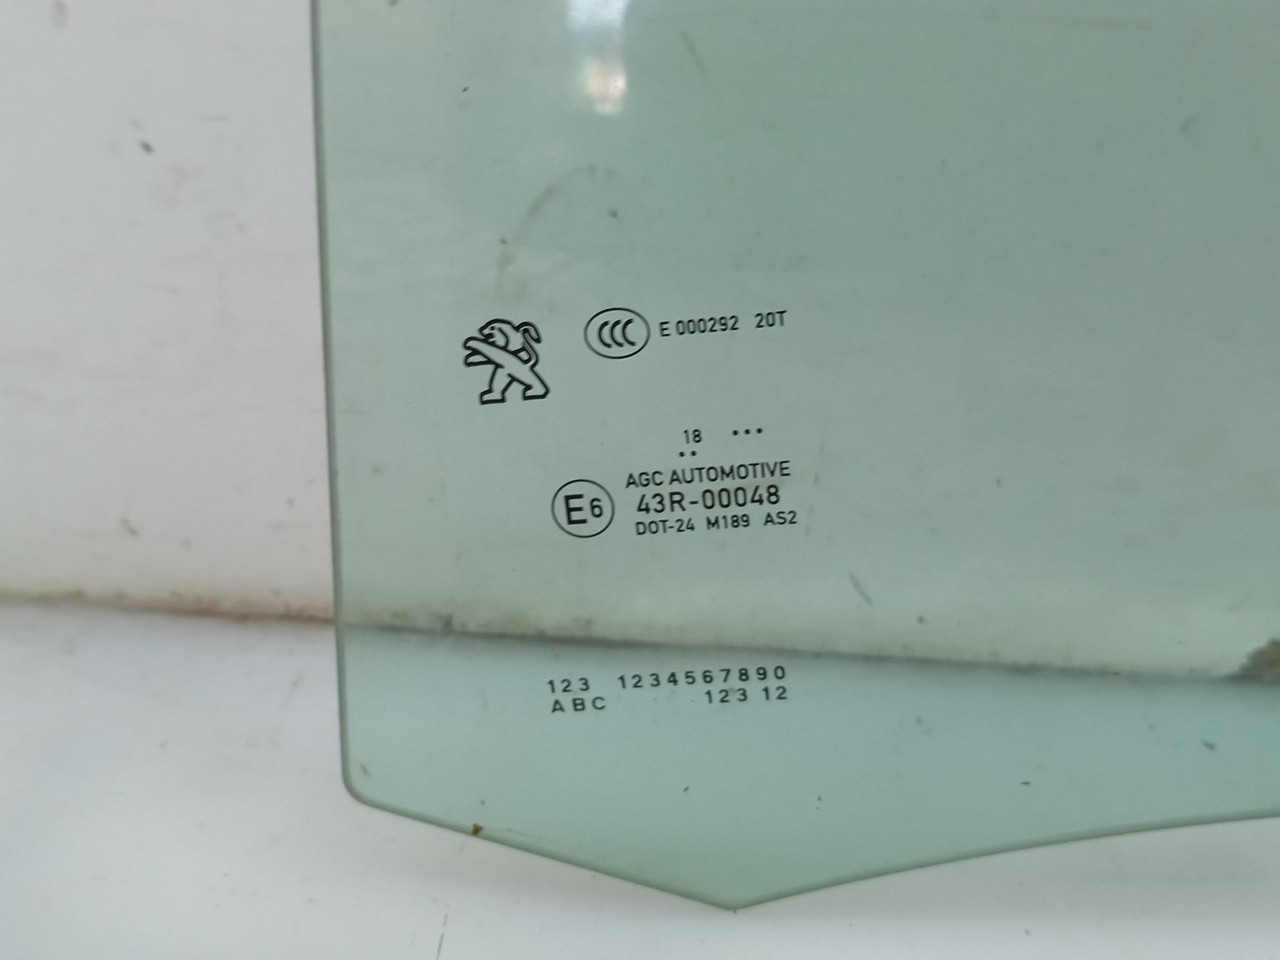 CCC E 000292 20T
18 •••
••
AGC AUTOMOTIVE
E6 43R-00048
DOT-24 M189 AS2
123 1234567890
ABC 123 12